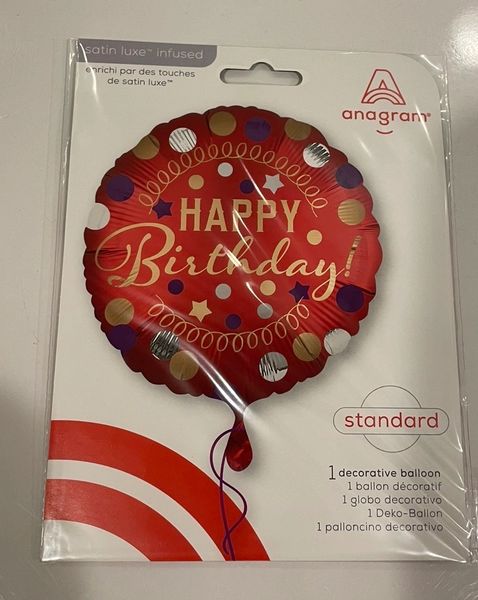 satin luxe™ infused
enrichi par des touches
de satin luxe™
anagram®
HAPPY
Birthday!
standard
1 decorative balloon
1 ballon décoratif
1 globo decorativo
1 Deko-Ballon
1 palloncino decorativo